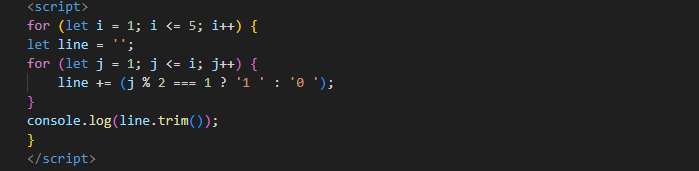 <script>
for (let i = 1; i <= 5; i++) {
let line = '';
for (let j = 1; j <= i; j++) {
    line += (j % 2 === 1 ? '1 ' : '0 ');
}
console.log(line.trim());
}
</script>